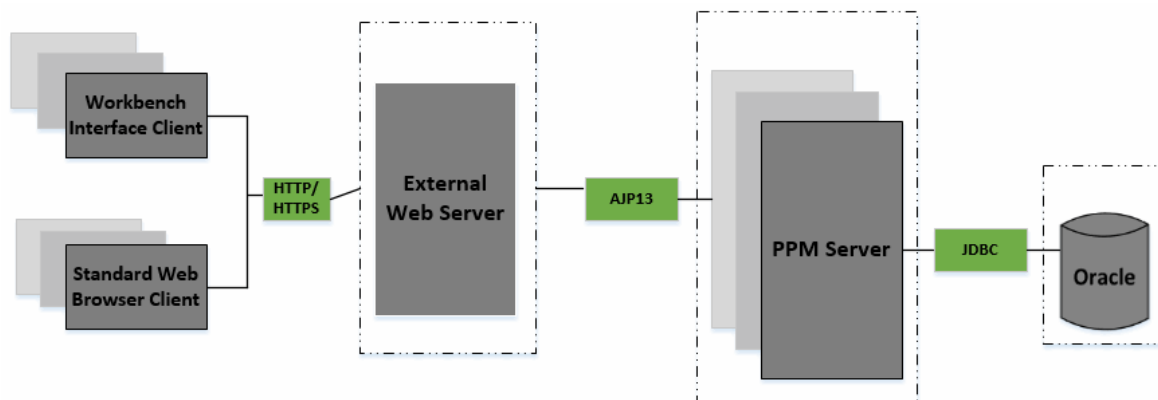 Workbench
Interface Client
HTTP/
HTTPS
Standard Web
Browser Client
External
Web Server
AJP13
PPM Server
JDBC
Oracle